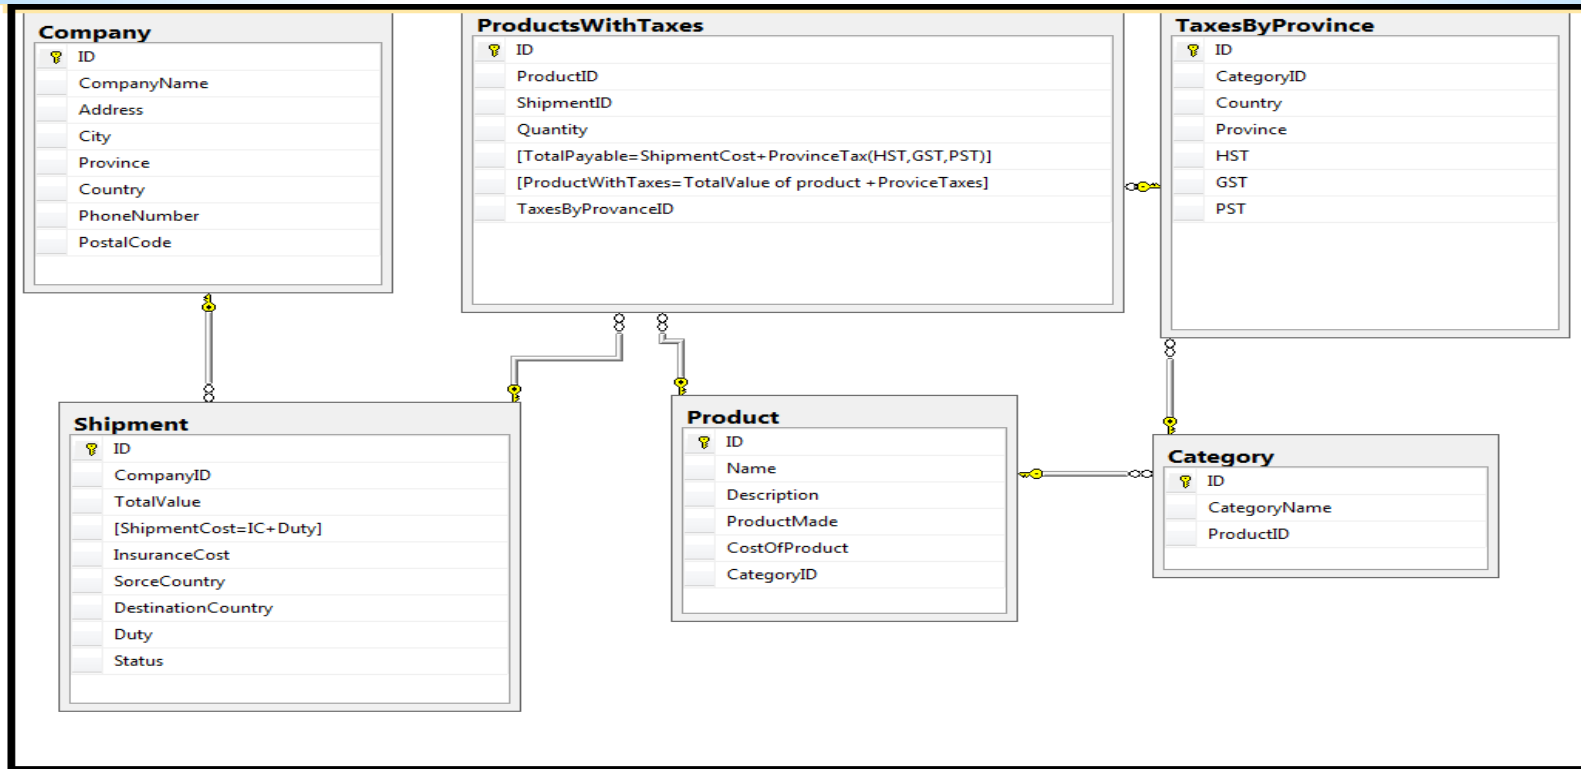 Company
ID
CompanyName
Address
City
Province
Country
PhoneNumber
PostalCode
ProductsWithTaxes
ID
ProductID
ShipmentID
Quantity
[TotalPayable=ShipmentCost+ProvinceTax(HST,GST,PST)]
[ProductWithTaxes=TotalValue of product +ProviceTaxes]
TaxesByProvanceID
TaxesByProvince
ID
CategoryID
Country
Province
HST
GST
PST
Shipment
ID
CompanyID
TotalValue
[ShipmentCost=IC+Duty]
InsuranceCost
SorceCountry
DestinationCountry
Duty
Status
Product
ID
Name
Description
ProductMade
CostOfProduct
CategoryID
Category
ID
CategoryName
ProductID